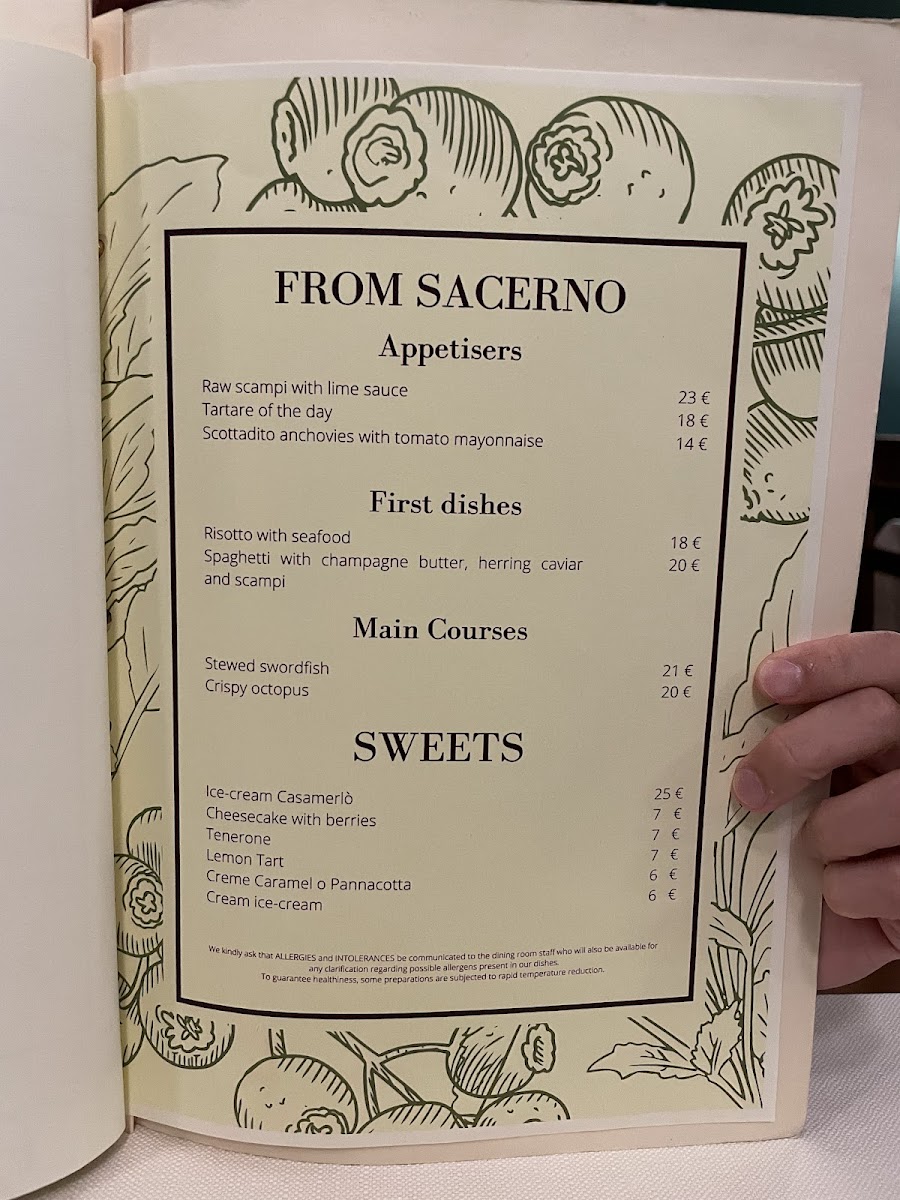 FROM SACERNO
Appetisers
Raw scampi with lime sauce 23 €
Tartare of the day 18 €
Scottadito anchovies with tomato mayonnaise 14 €
First dishes
Risotto with seafood 18 €
Spaghetti with champagne butter, herring caviar 20 €
and scampi
Main Courses
Stewed swordfish 21 €
Crispy octopus 20 €
SWEETS
Ice-cream Casamerlò 25 €
Cheesecake with berries 7 €
Tenerone 7 €
Lemon Tart 7 €
Creme Caramel o Pannacotta 6 €
Cream ice-cream 6 €
We kindly ask that ALLERGIES and INTOLERANCES be communicated to the dining room staff who will also be available for
any clarification regarding possible allergens present in our dishes.
To guarantee healthiness, some preparations are subjected to rapid temperature reduction.